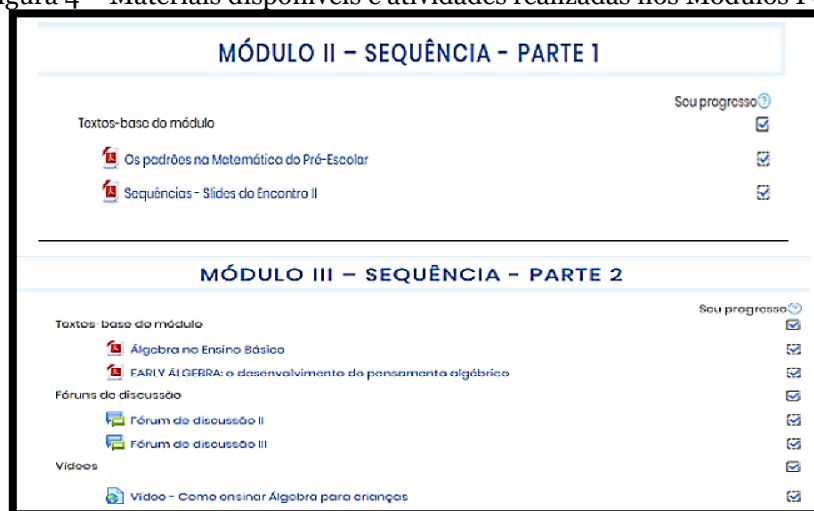 Figura 4 – Materiais disponíveis e atividades realizadas nos Módulos
MÓDULO II – SEQUÊNCIA - PARTE 1
Seu progresso
Textos-base do módulo
Os padrões na Matemática do Pré-Escolar
Sequências - Slides do Encontro II
MÓDULO III – SEQUÊNCIA - PARTE 2
Seu progresso
Textos-base do módulo
Álgebra no Ensino Básico
EARLY ÁLGEBRA: o desenvolvimento do pensamento algébrico
Fóruns de discussão
Fórum de discussão II
Fórum de discussão III
Vídeos
Vídeo - Como ensinar Álgebra para crianças